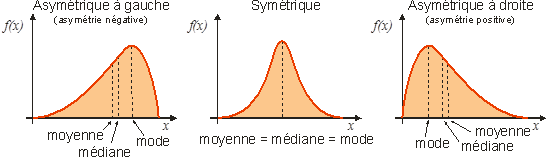 Asymétrique à gauche
(asymétrie négative)
f(x)
x
moyenne
médiane
mode
Symétrique
f(x)
x
moyenne = médiane = mode
Asymétrique à droite
(asymétrie positive)
f(x)
x
mode
moyenne
médiane